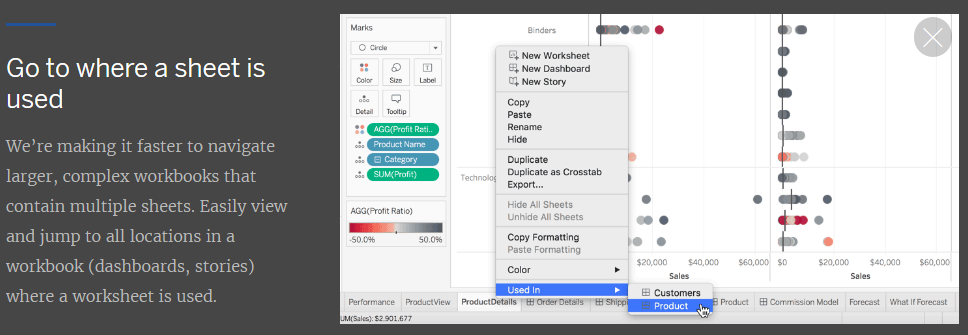 Go to where a sheet is
used
We're making it faster to navigate
larger, complex workbooks that
contain multiple sheets. Easily view
and jump to all locations in a
workbook (dashboards, stories)
where a worksheet is used.
Marks
Circle
Color Size Label
Detail Tooltip
AGG(Profit Rati..
Product Name
Category
SUM(Profit)
AGG(Profit Ratio)
-50.0% 50.0%
Binders
Technolog
New Worksheet
New Dashboard
New Story
Copy
Paste
Rename
Hide
Duplicate
Duplicate as Crosstab
Export...
Hide All Sheets
Unhide All Sheets
Copy Formatting
Paste Formatting
Color
Used In
Customers
Product
$20,000 $40,000 $60,000 $0 $20,000 $40,000 $60,000
Sales Sales
Performance ProductView ProductDetails Order Details Shipp Product Commission Model Forecast What If Forecast
UM(Sales): $2,901,677